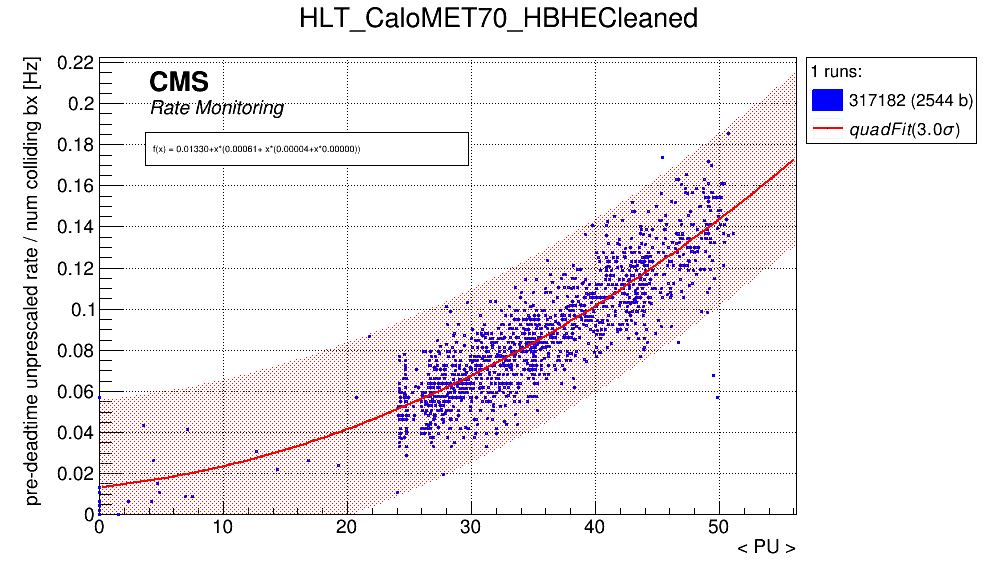 HLT_CaloMET70_HBHECleaned
pre-deadtime unprescaled rate / num colliding bx [Hz]
0.22
0.2
0.18
0.16
0.14
0.12
0.1
0.08
0.06
0.04
0.02
0
CMS
Rate Monitoring
f(x) = 0.01330+x*(0.00061+ x*(0.00004+x*0.00000))
1 runs:
317182 (2544 b)
quadFit(3.0σ)
0 10 20 30 40 50
< PU >